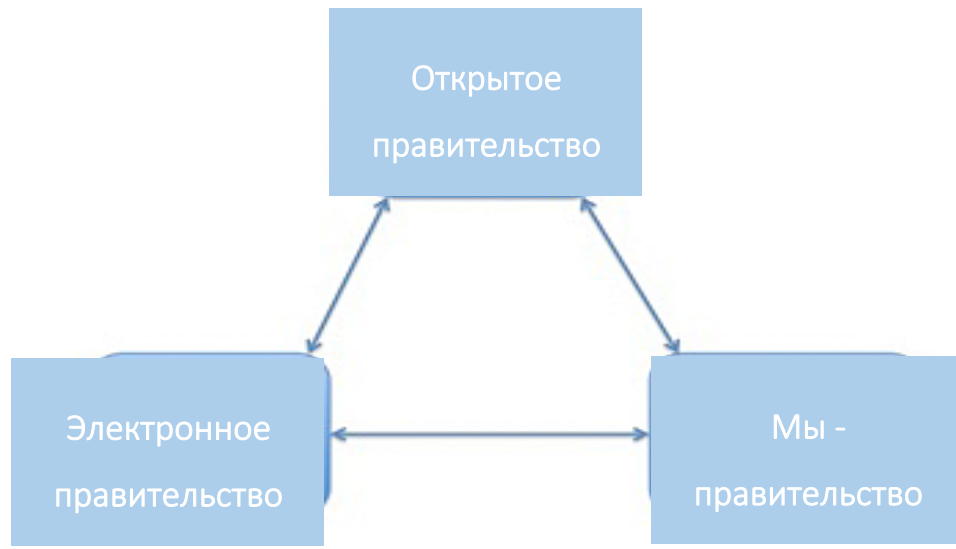 Открытое
правительство
Электронное
правительство
Мы -
правительство